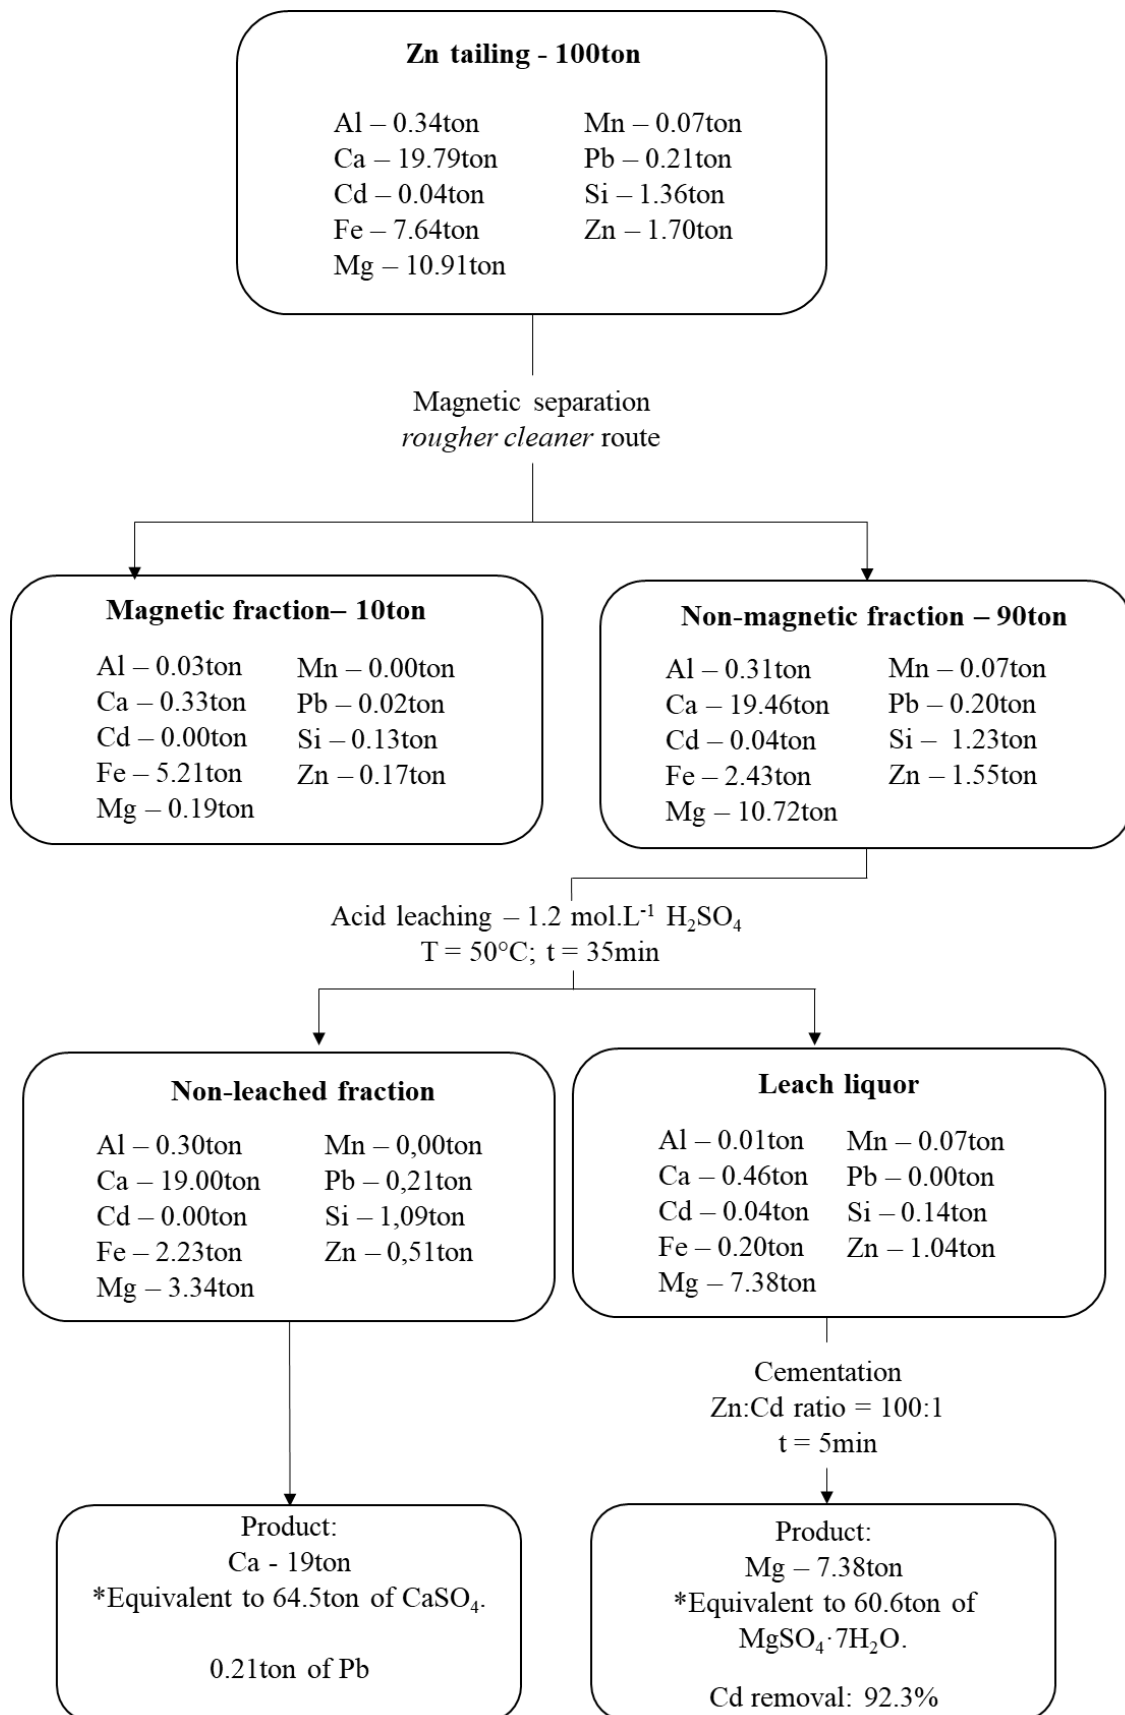 Zn tailing - 100ton
Al – 0.34ton
Ca – 19.79ton
Cd – 0.04ton
Fe – 7.64ton
Mg – 10.91ton
Mn – 0.07ton
Pb – 0.21ton
Si – 1.36ton
Zn – 1.70ton
Magnetic separation
rougher cleaner route
Magnetic fraction– 10ton
Al – 0.03ton
Ca – 0.33ton
Cd – 0.00ton
Fe – 5.21ton
Mg – 0.19ton
Mn – 0.00ton
Pb – 0.02ton
Si – 0.13ton
Zn – 0.17ton
Non-magnetic fraction – 90ton
Al – 0.31ton
Ca – 19.46ton
Cd – 0.04ton
Fe – 2.43ton
Mg – 10.72ton
Mn – 0.07ton
Pb – 0.20ton
Si – 1.23ton
Zn – 1.55ton
Acid leaching – 1.2 mol.L⁻¹ H₂SO₄
T = 50°C; t = 35min
Non-leached fraction
Al – 0.30ton
Ca – 19.00ton
Cd – 0.00ton
Fe – 2.23ton
Mg – 3.34ton
Mn – 0,00ton
Pb – 0,21ton
Si – 1,09ton
Zn – 0,51ton
Leach liquor
Al – 0.01ton
Ca – 0.46ton
Cd – 0.04ton
Fe – 0.20ton
Mg – 7.38ton
Mn – 0.07ton
Pb – 0.00ton
Si – 0.14ton
Zn – 1.04ton
Cementation
Zn:Cd ratio = 100:1
t = 5min
Product:
Ca - 19ton
*Equivalent to 64.5ton of CaSO₄.
0.21ton of Pb
Product:
Mg – 7.38ton
*Equivalent to 60.6ton of
MgSO₄·7H₂O.
Cd removal: 92.3%